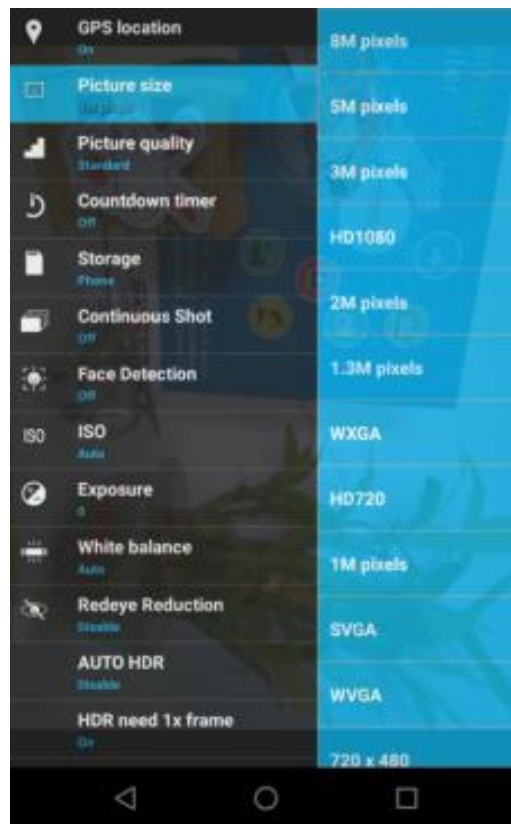 GPS location
On
Picture size
Picture quality
Standard
Countdown timer
Off
Storage
Phone
Continuous Shot
Off
Face Detection
Off
ISO
ISO
Auto
Exposure
0
White balance
Auto
Redeye Reduction
AUTO HDR
HDR need 1x frame
On
8M pixels
5M pixels
3M pixels
HD1080
2M pixels
1.3M pixels
WXGA
HD720
1M pixels
SVGA
WVGA
720 x 480